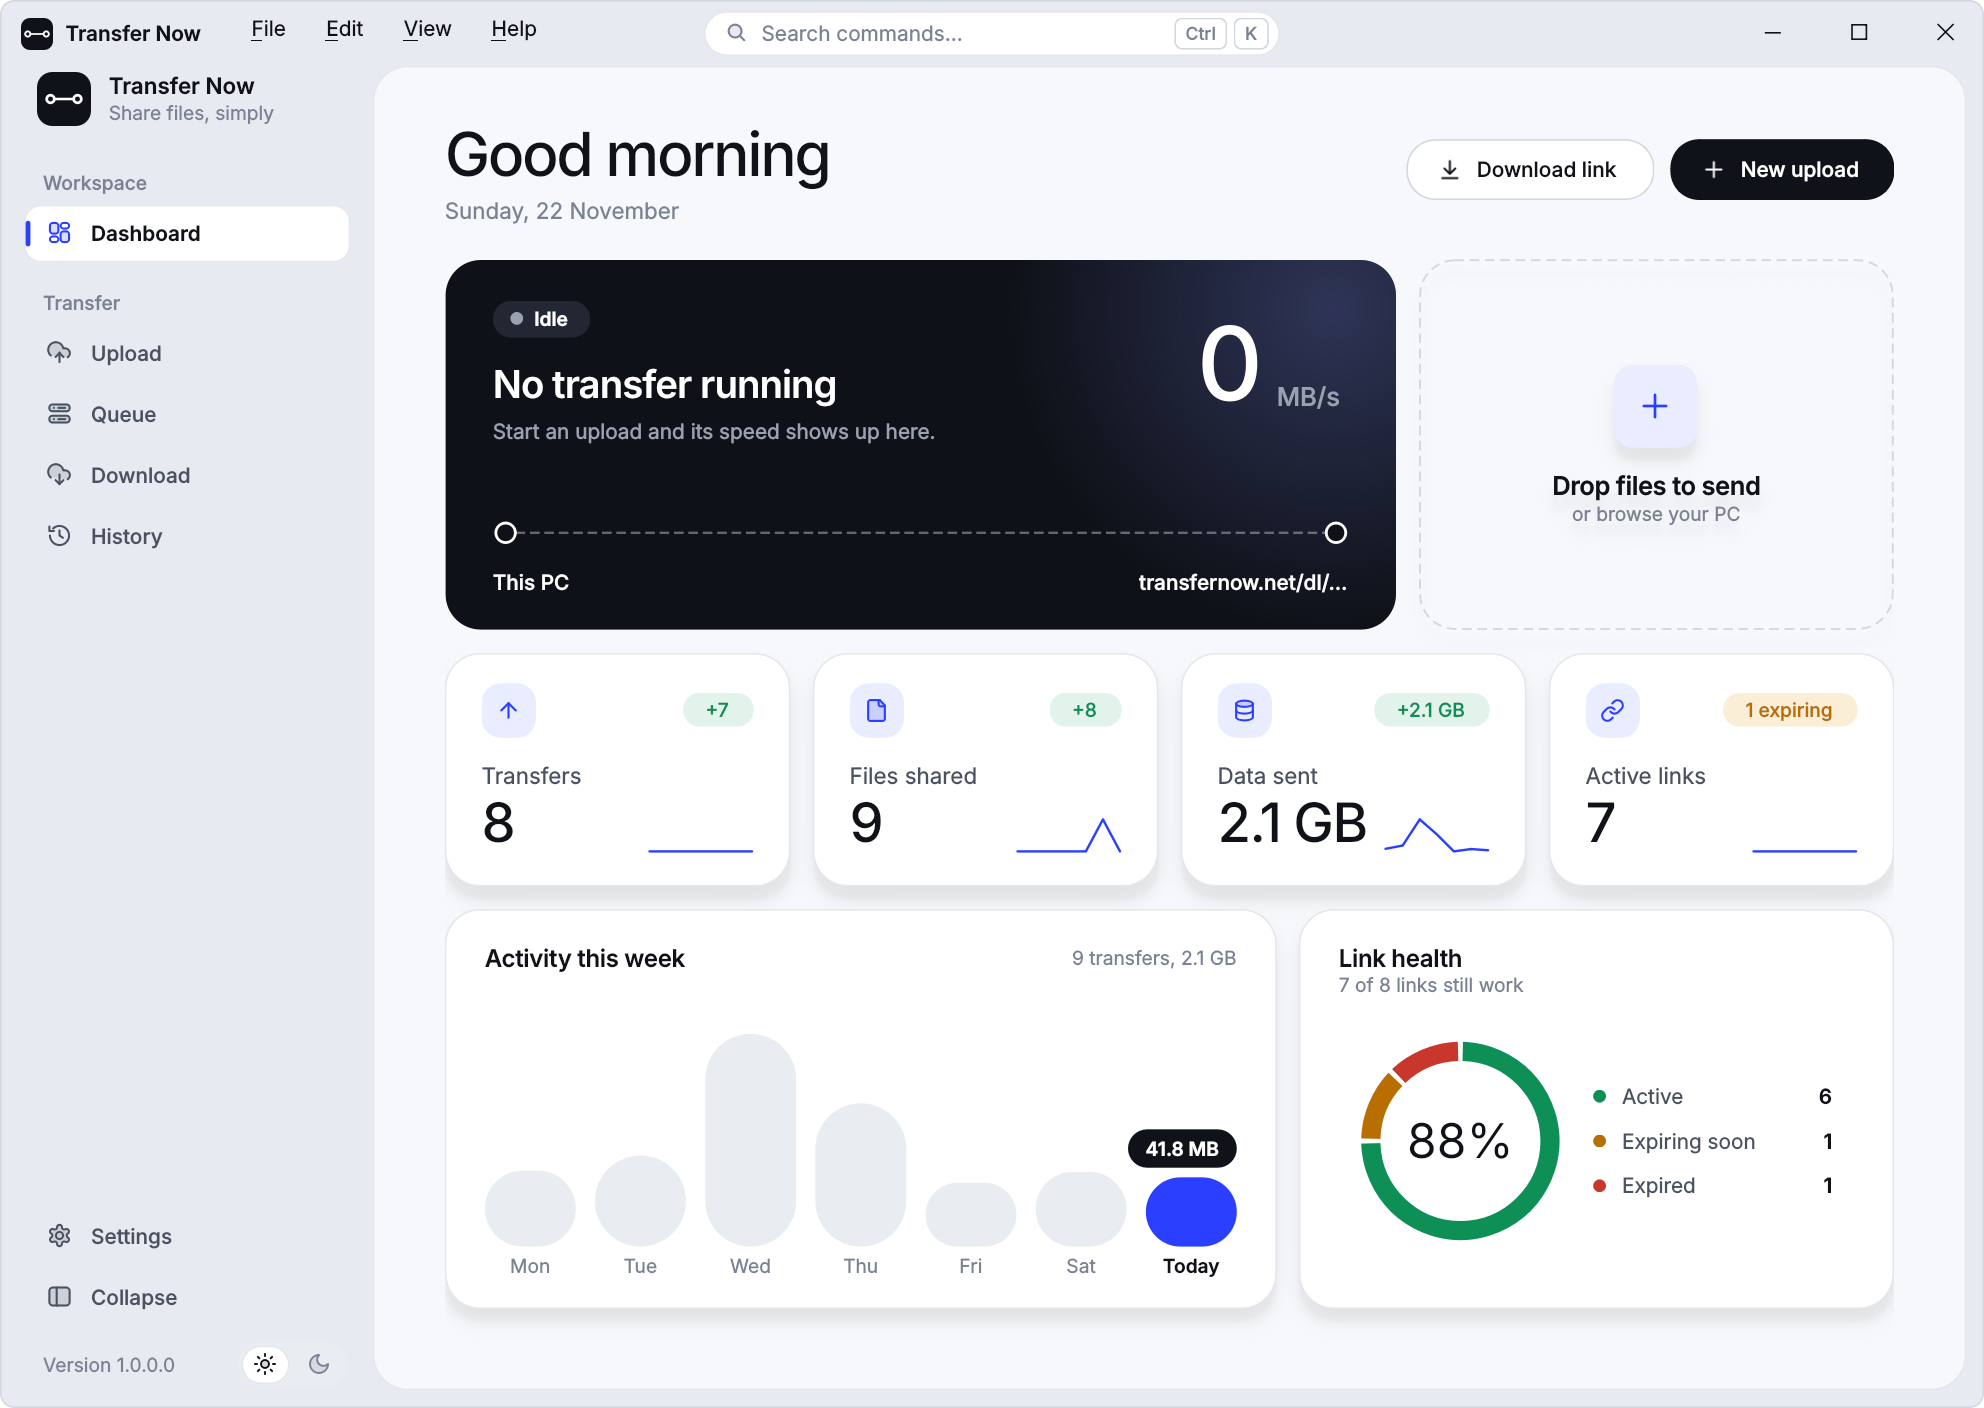 Transfer Now
File
Edit
View
Help
Search commands...
Ctrl
K
Transfer Now
Share files, simply
Workspace
Dashboard
Transfer
Upload
Queue
Download
History
Settings
Collapse
Version 1.0.0.0
Good morning
Sunday, 22 November
Download link
New upload
Idle
No transfer running
Start an upload and its speed shows up here.
0 MB/s
This PC
transfernow.net/dl/...
Drop files to send
or browse your PC
+7
Transfers
8
+8
Files shared
9
+2.1 GB
Data sent
2.1 GB
1 expiring
Active links
7
Activity this week
9 transfers, 2.1 GB
41.8 MB
Mon
Tue
Wed
Thu
Fri
Sat
Today
Link health
7 of 8 links still work
88%
Active 6
Expiring soon 1
Expired 1